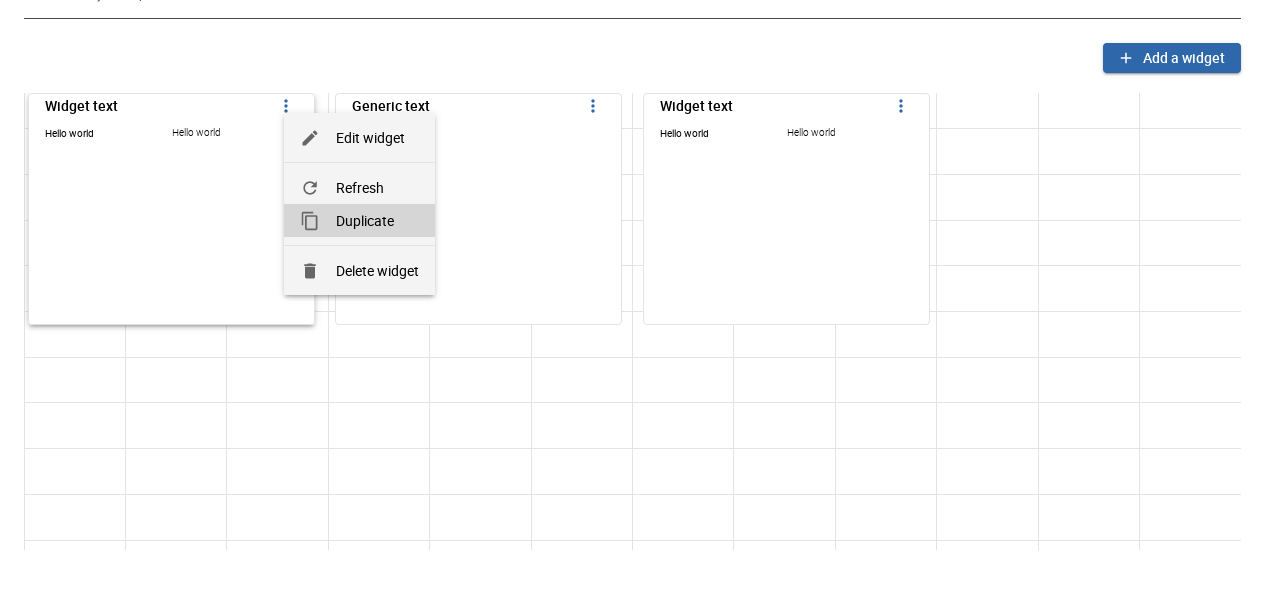 Add a widget
Widget text
Hello world
Hello world
Edit widget
Refresh
Duplicate
Delete widget
Generic text
Widget text
Hello world
Hello world